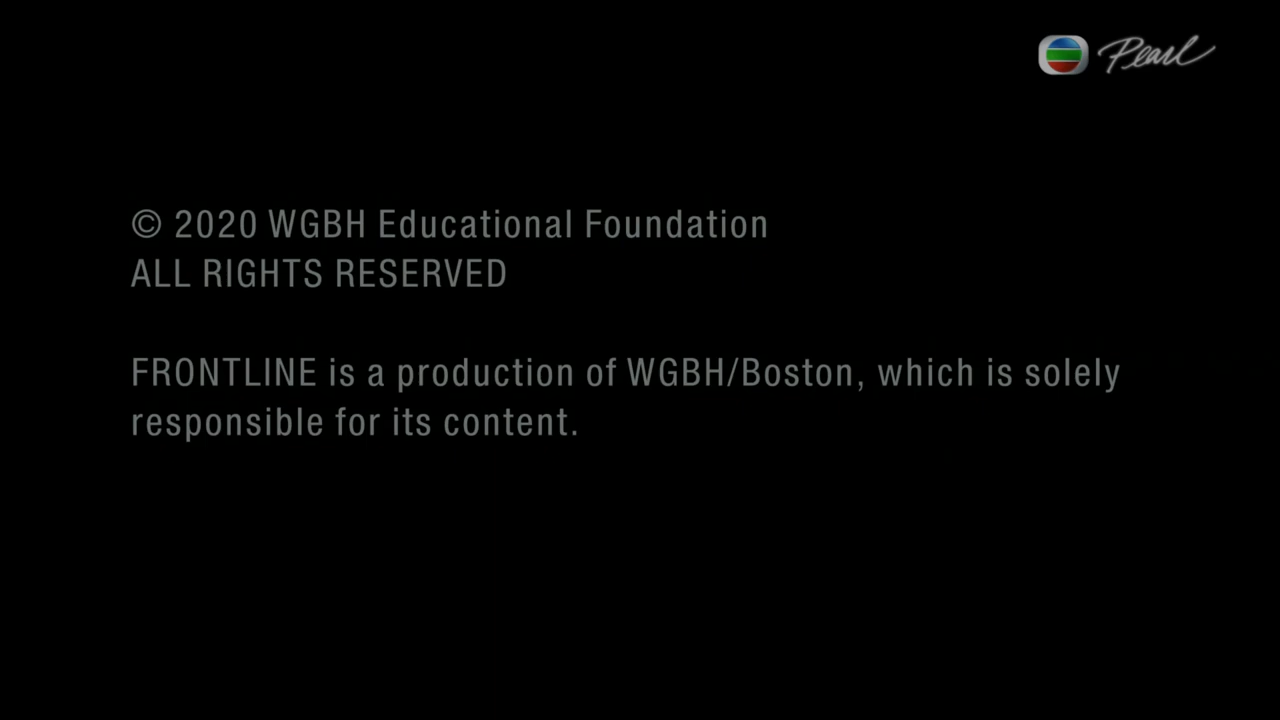 Pearl
© 2020 WGBH Educational Foundation
ALL RIGHTS RESERVED
FRONTLINE is a production of WGBH/Boston, which is solely
responsible for its content.